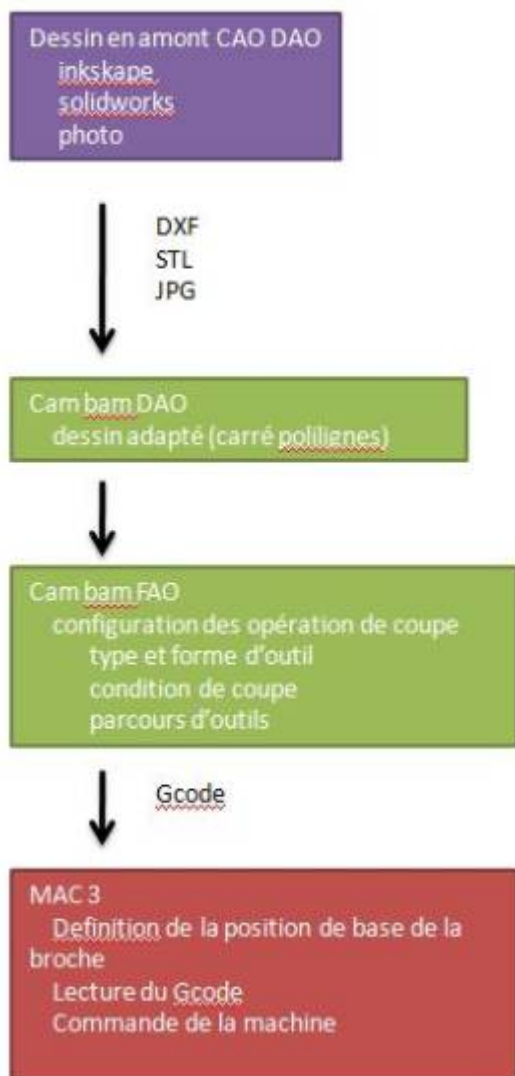 Dessin en amont CAO DAO
inkskape
solidworks
photo
DXF
STL
JPG
Cam bam DAO
dessin adapté (carré polilignes)
Cam bam FAO
configuration des opération de coupe
type et forme d'outil
condition de coupe
parcours d'outils
Gcode
MAC 3
Definition de la position de base de la
broche
Lecture du Gcode
Commande de la machine